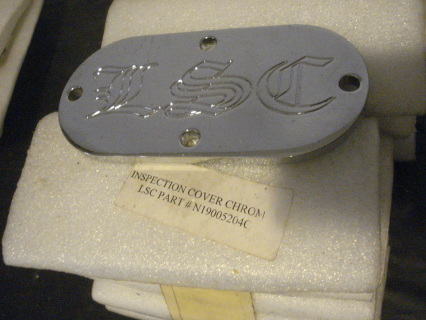 LSC
INSPECTION COVER CHROM
LSC PART # N19005204C